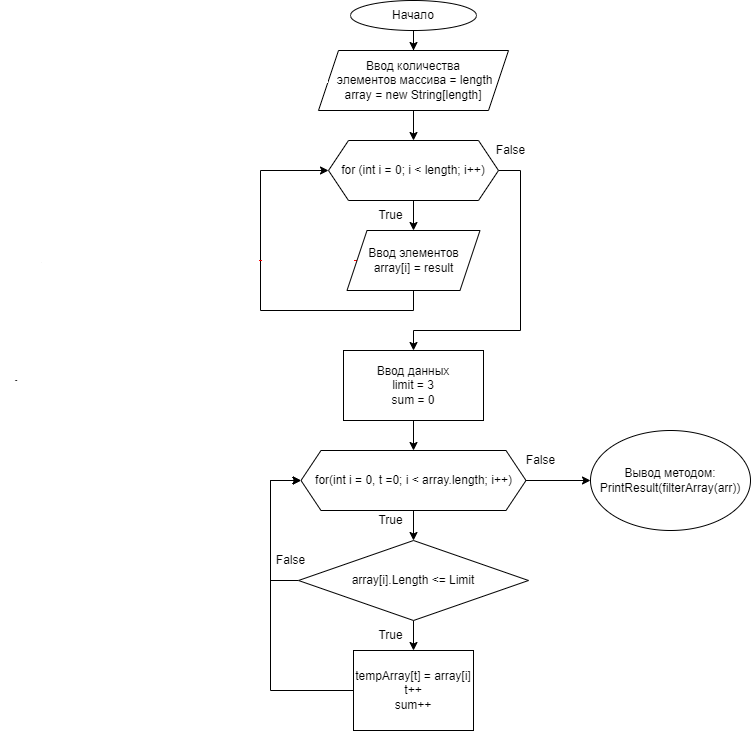 Начало
Ввод количества
элементов массива = length
array = new String[length]
False
for (int i = 0; i < length; i++)
True
Ввод элементов
array[i] = result
Ввод данных
limit = 3
sum = 0
False
for(int i = 0, t =0; i < array.length; i++)
Вывод методом:
PrintResult(filterArray(arr))
True
False
array[i].Length <= Limit
True
tempArray[t] = array[i]
t++
sum++